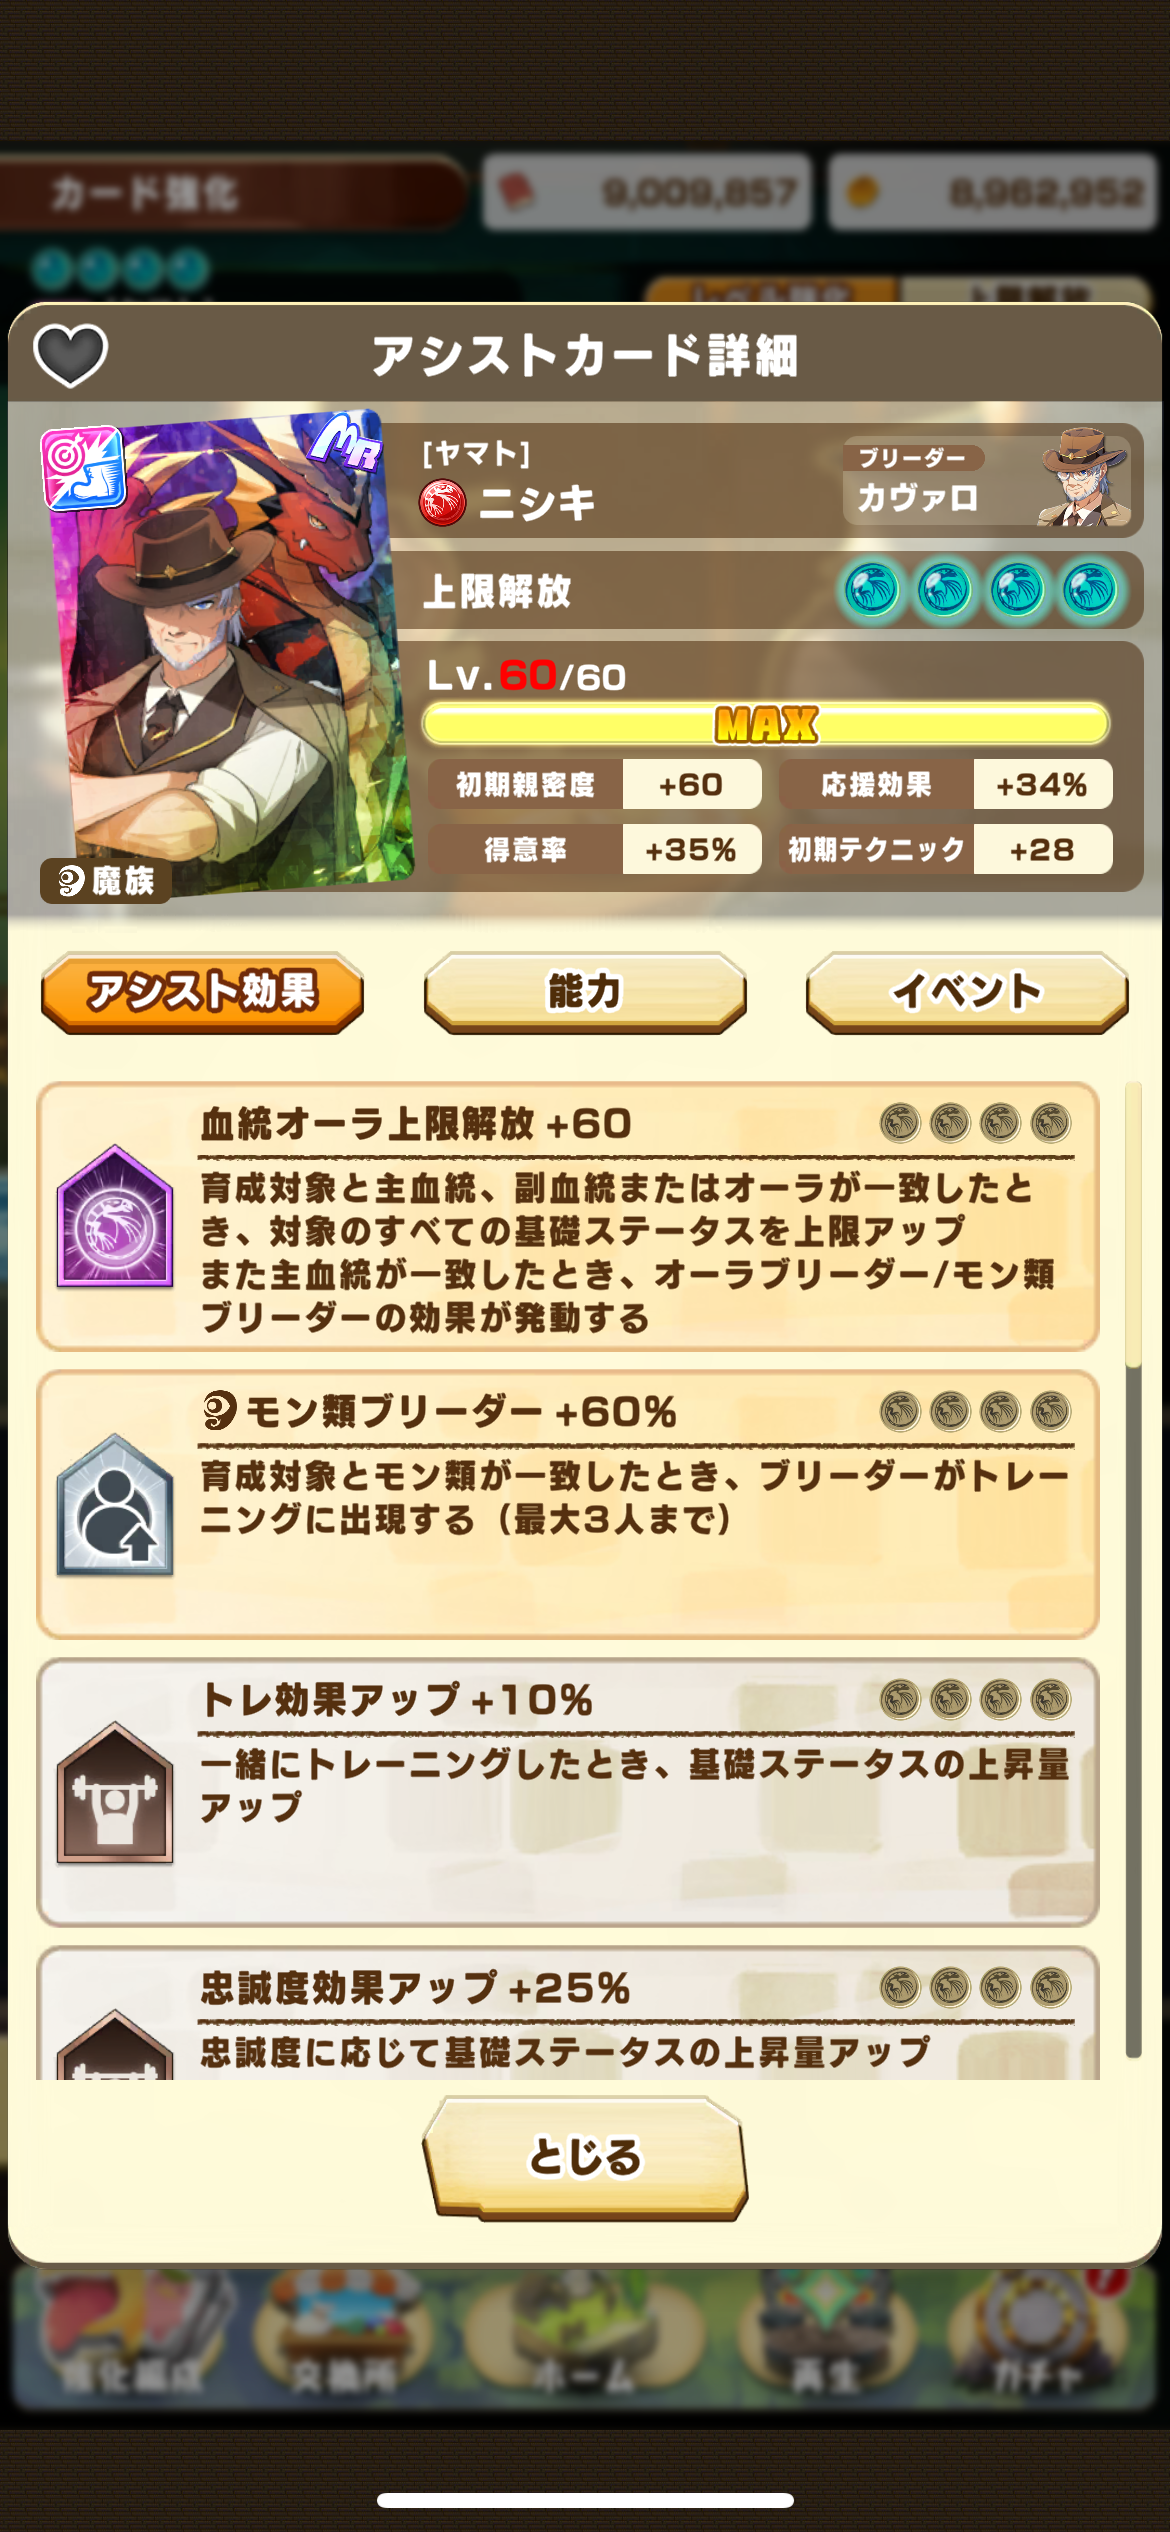 カード強化
9,009,857
8,962,952
アシストカード詳細
MR
[ヤマト]
ニシキ
ブリーダー
カヴァロ
上限解放
Lv.60/60
MAX
初期親密度 +60
応援効果 +34%
得意率 +35%
初期テクニック +28
魔族
アシスト効果
能力
イベント
血統オーラ上限解放 +60
育成対象と主血統、副血統またはオーラが一致したと
き、対象のすべての基礎ステータスを上限アップ
また主血統が一致したとき、オーラブリーダー/モン類
ブリーダーの効果が発動する
モン類ブリーダー +60%
育成対象とモン類が一致したとき、ブリーダーがトレー
ニングに出現する（最大3人まで）
トレ効果アップ +10%
一緒にトレーニングしたとき、基礎ステータスの上昇量
アップ
忠誠度効果アップ +25%
忠誠度に応じて基礎ステータスの上昇量アップ
とじる
強化編成
交換所
ホーム
再生
ガチャ